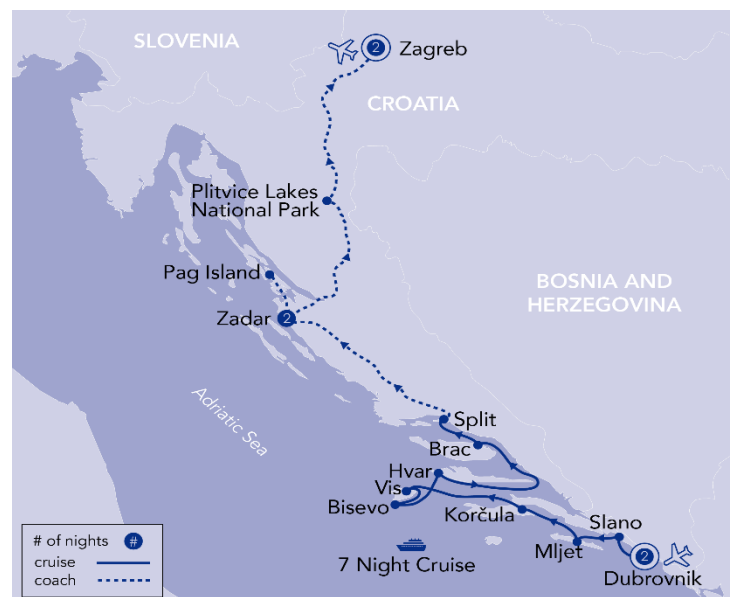 SLOVENIA
2
Zagreb
CROATIA
Plitvice Lakes
National Park
Pag Island
BOSNIA AND
HERZEGOVINA
Zadar
2
Adriatic Sea
Split
Brac
Hvar
Vis
Bisevo
Korčula
Slano
Mljet
2
Dubrovnik
7 Night Cruise
# of nights #
cruise
coach